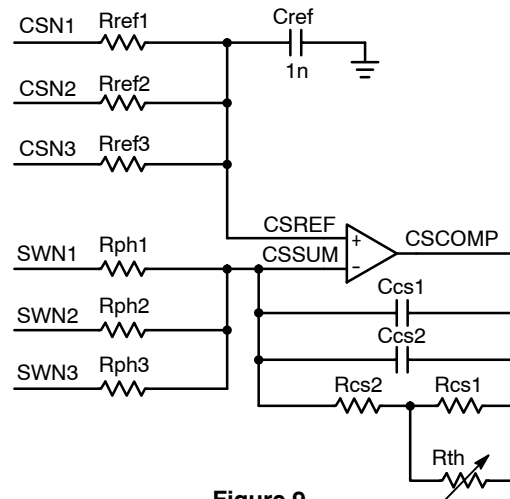 CSN1 Rref1 Cref
1n
CSN2 Rref2
CSN3 Rref3
CSREF
+
CSSUM
CSCOMP
−
SWN1 Rph1
Ccs1
SWN2 Rph2
Ccs2
SWN3 Rph3
Rcs2 Rcs1
Rth
Figure 9